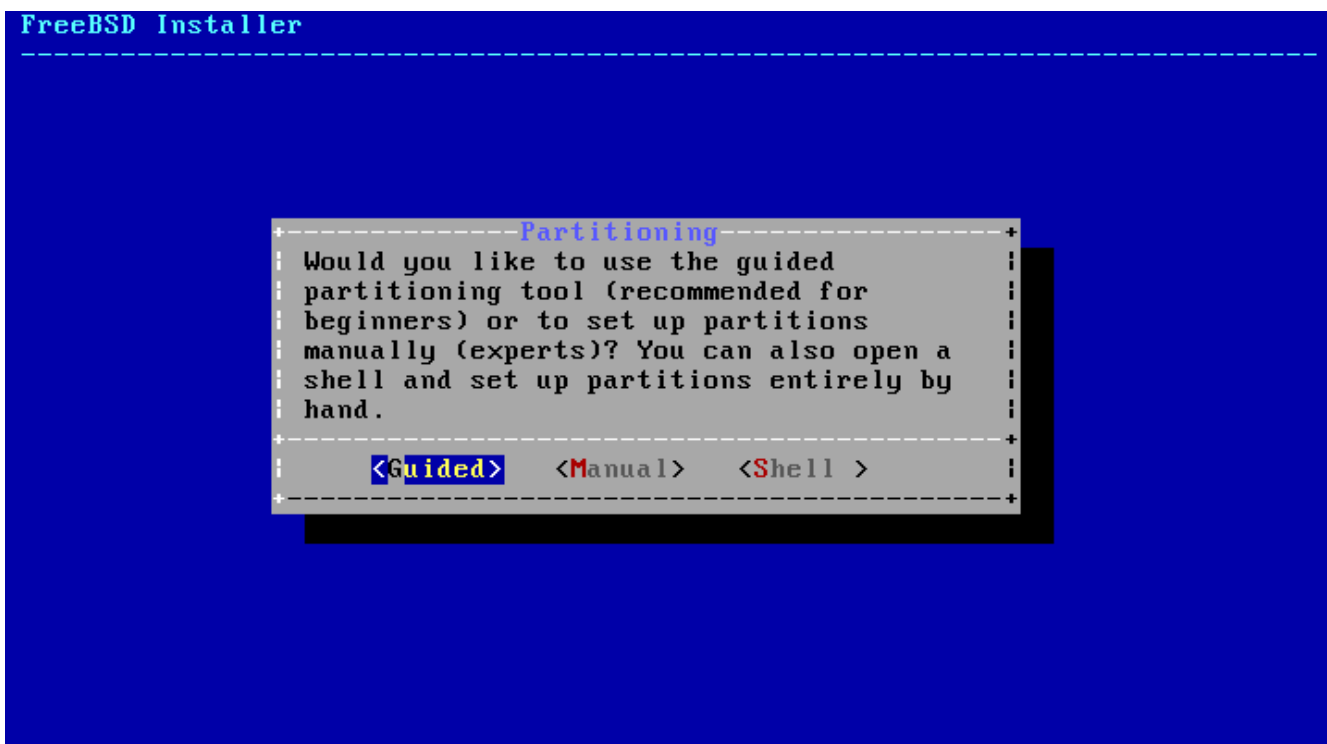 FreeBSD Installer
Partitioning
Would you like to use the guided
partitioning tool (recommended for
beginners) or to set up partitions
manually (experts)? You can also open a
shell and set up partitions entirely by
hand.
<Guided> <Manual> <Shell >